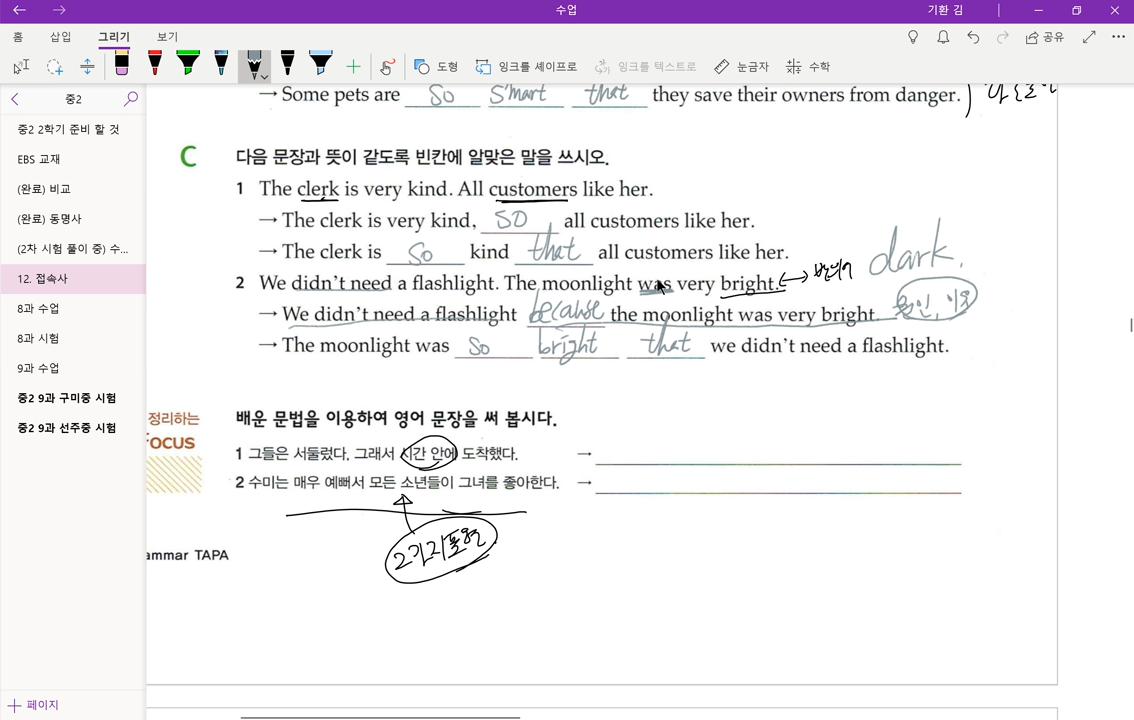 수업
기환 김
홈 삽입 그리기 보기
공유
도형 잉크를 셰이프로 잉크를 텍스트로 눈금자 수학
중2
중2 2학기 준비 할 것
EBS 교재
(완료) 비교
(완료) 동명사
(2차 시험 풀이 중) 수...
12. 접속사
8과 수업
8과 시험
9과 수업
중2 9과 구미중 시험
중2 9과 선주중 시험
페이지
→ Some pets are so smart that they save their owners from danger.
C 다음 문장과 뜻이 같도록 빈칸에 알맞은 말을 쓰시오.
1 The clerk is very kind. All customers like her.
→ The clerk is very kind, so all customers like her.
→ The clerk is so kind that all customers like her.
dark.
2 We didn't need a flashlight. The moonlight was very bright. 반의어
→ We didn't need a flashlight because the moonlight was very bright 원인, 이유
→ The moonlight was so bright that we didn't need a flashlight.
정리하는
FOCUS
배운 문법을 이용하여 영어 문장을 써 봅시다.
1 그들은 서둘렀다, 그래서 시간 안에 도착했다. →
2 수미는 매우 예뻐서 모든 소년들이 그녀를 좋아한다. →
2가지 표현
ammar TAPA